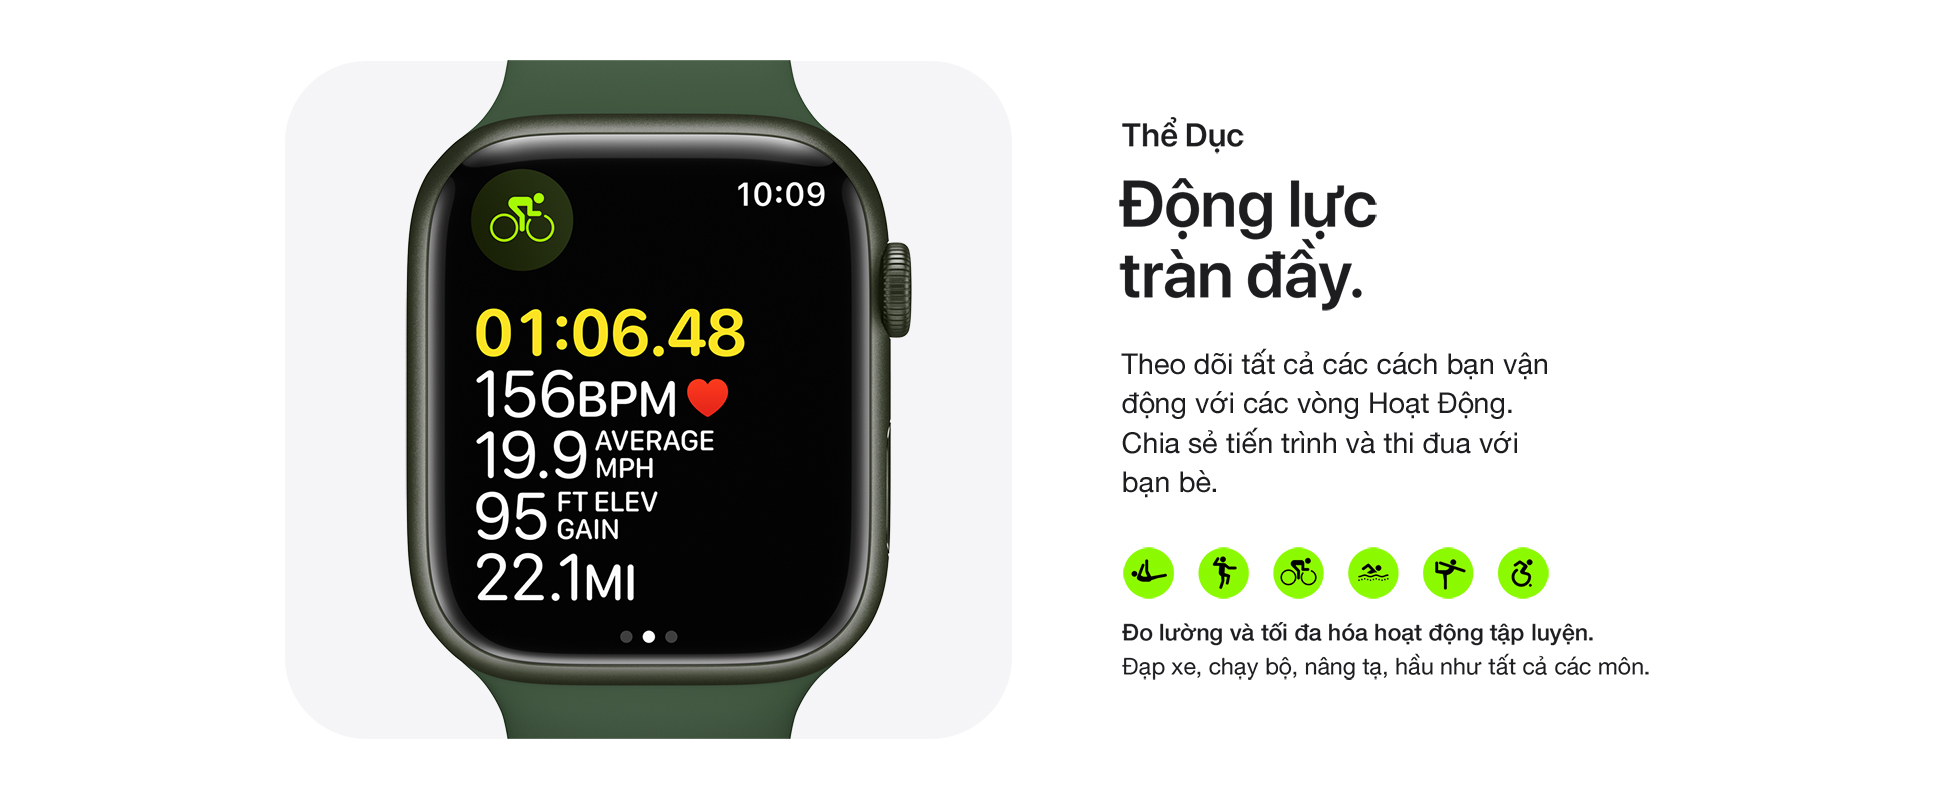 10:09
01:06.48
156BPM
19.9 AVERAGE
MPH
95 FT ELEV
GAIN
22.1MI
Thể Dục
Động lực
tràn đầy.
Theo dõi tất cả các cách bạn vận
động với các vòng Hoạt Động.
Chia sẻ tiến trình và thi đua với
bạn bè.
Đo lường và tối đa hóa hoạt động tập luyện.
Đạp xe, chạy bộ, nâng tạ, hầu như tất cả các môn.